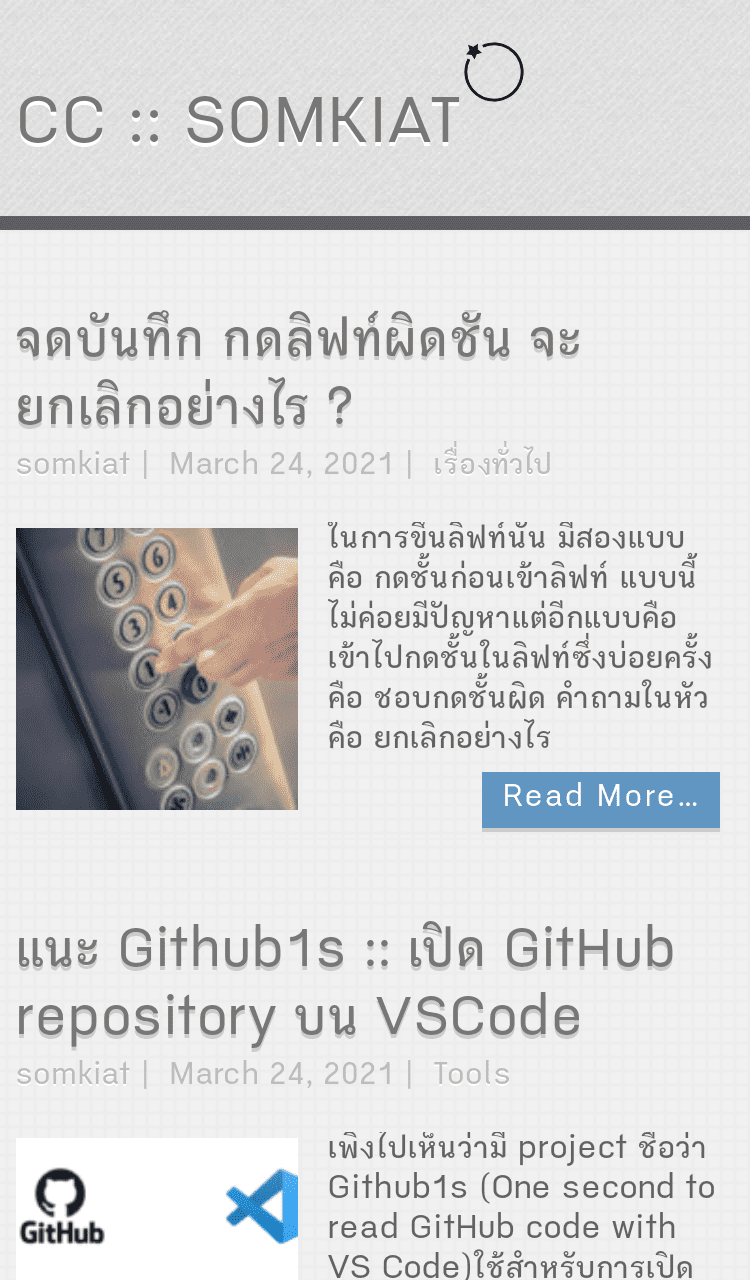 CC :: SOMKIAT
จดบันทึก กดลิฟท์ผิดชั้น จะ
ยกเลิกอย่างไร ?
somkiat | March 24, 2021 | เรื่องทั่วไป
ในการขึ้นลิฟท์นั้น มีสองแบบ
คือ กดชั้นก่อนเข้าลิฟท์ แบบนี้
ไม่ค่อยมีปัญหาแต่อีกแบบคือ
เข้าไปกดชั้นในลิฟท์ซึ่งบ่อยครั้ง
คือ ชอบกดชั้นผิด คำถามในหัว
คือ ยกเลิกอย่างไร
7
6
5
4
3
1
0
-1
Read More...
แนะ Github1s :: เปิด GitHub
repository บน VSCode
somkiat | March 24, 2021 | Tools
เพิ่งไปเห็นว่ามี project ชื่อว่า
Github1s (One second to
read GitHub code with
VS Code)ใช้สำหรับการเปิด
GitHub